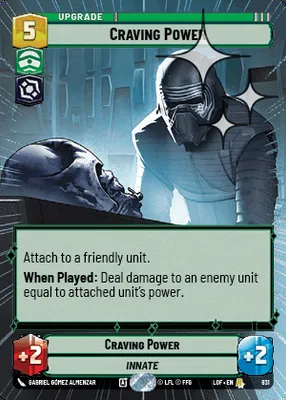 UPGRADE
5
CRAVING POWER
Attach to a friendly unit.
When Played: Deal damage to an enemy unit
equal to attached unit's power.
+2
CRAVING POWER
+2
INNATE
GABRIEL GÓMEZ ALMENZAR
© LFL © FFG
LOF • EN
831